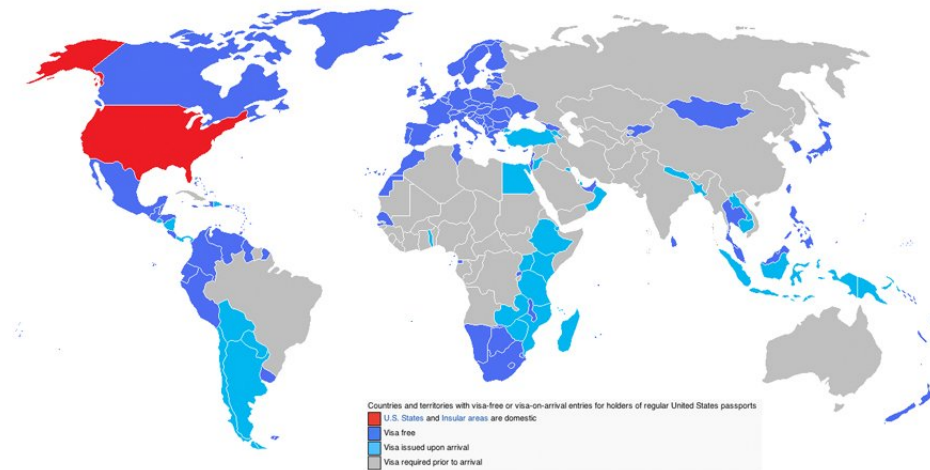 Countries and territories with visa-free or visa-on-arrival entries for holders of regular United States passports
U.S. States and Insular areas are domestic
Visa free
Visa issued upon arrival
Visa required prior to arrival